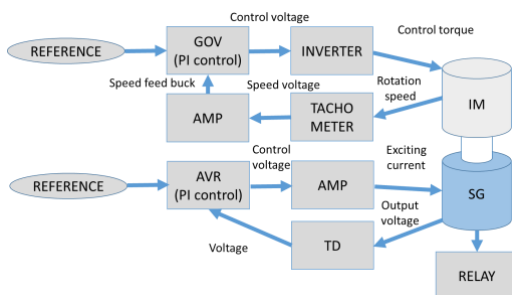 Control voltage
Control torque
REFERENCE
GOV
(PI control)
INVERTER
Speed feed buck
Speed voltage
Rotation
speed
IM
AMP
TACHO
METER
Control
voltage
Exciting
current
REFERENCE
AVR
(PI control)
AMP
SG
Output
voltage
Voltage
TD
RELAY